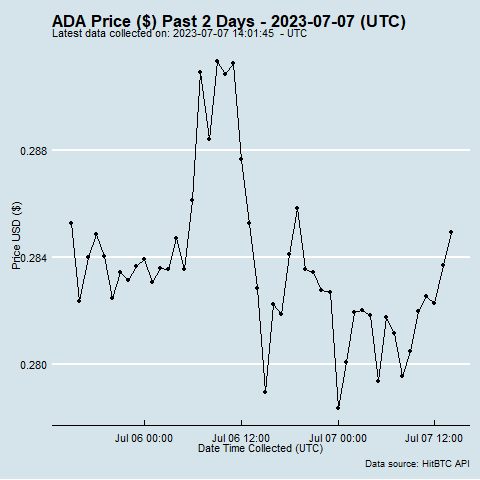 ADA Price ($) Past 2 Days - 2023-07-07 (UTC)
Latest data collected on: 2023-07-07 14:01:45 - UTC
0.288
0.284
0.280
Price USD ($)
Jul 06 00:00 Jul 06 12:00 Jul 07 00:00 Jul 07 12:00
Date Time Collected (UTC)
Data source: HitBTC API